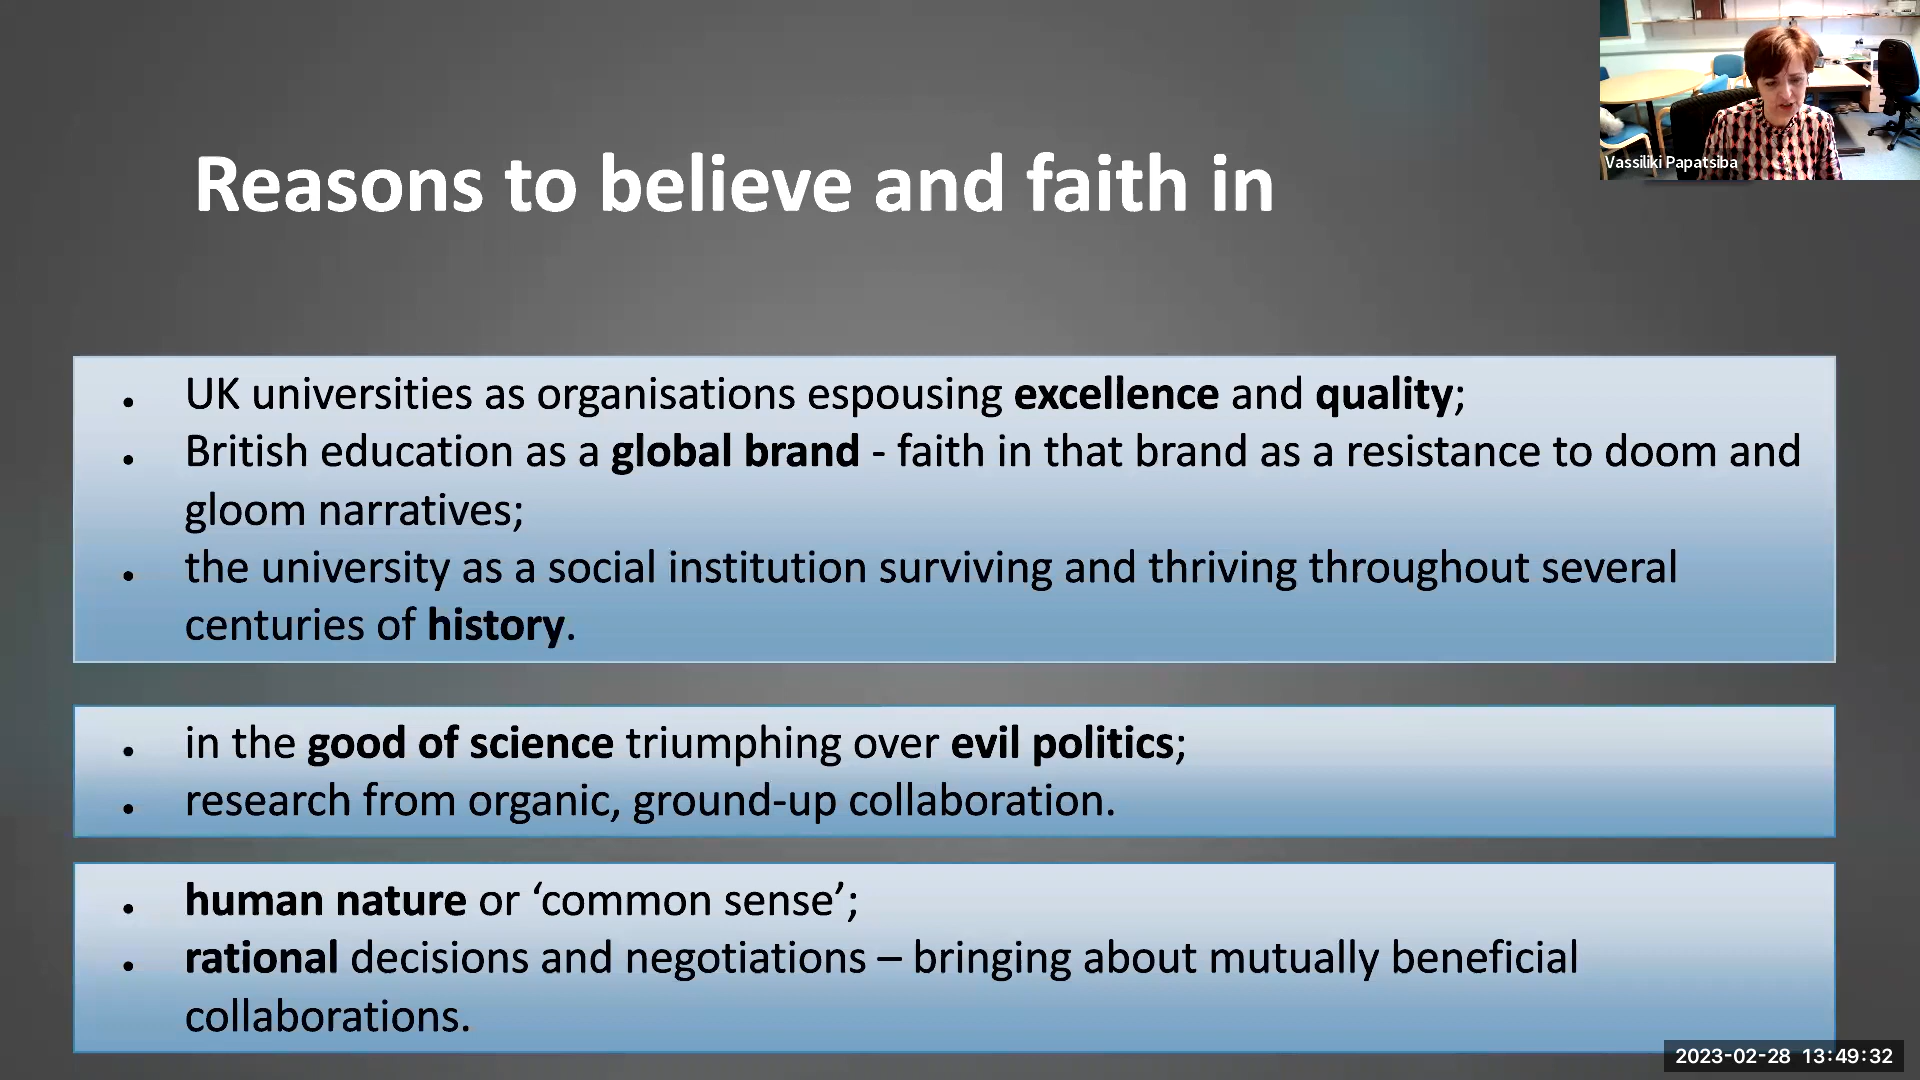 Vassiliki Papatsiba
Reasons to believe and faith in
• UK universities as organisations espousing excellence and quality;
• British education as a global brand - faith in that brand as a resistance to doom and
gloom narratives;
• the university as a social institution surviving and thriving throughout several
centuries of history.
• in the good of science triumphing over evil politics;
• research from organic, ground-up collaboration.
• human nature or ‘common sense’;
• rational decisions and negotiations – bringing about mutually beneficial
collaborations.
2023-02-28 13:49:32